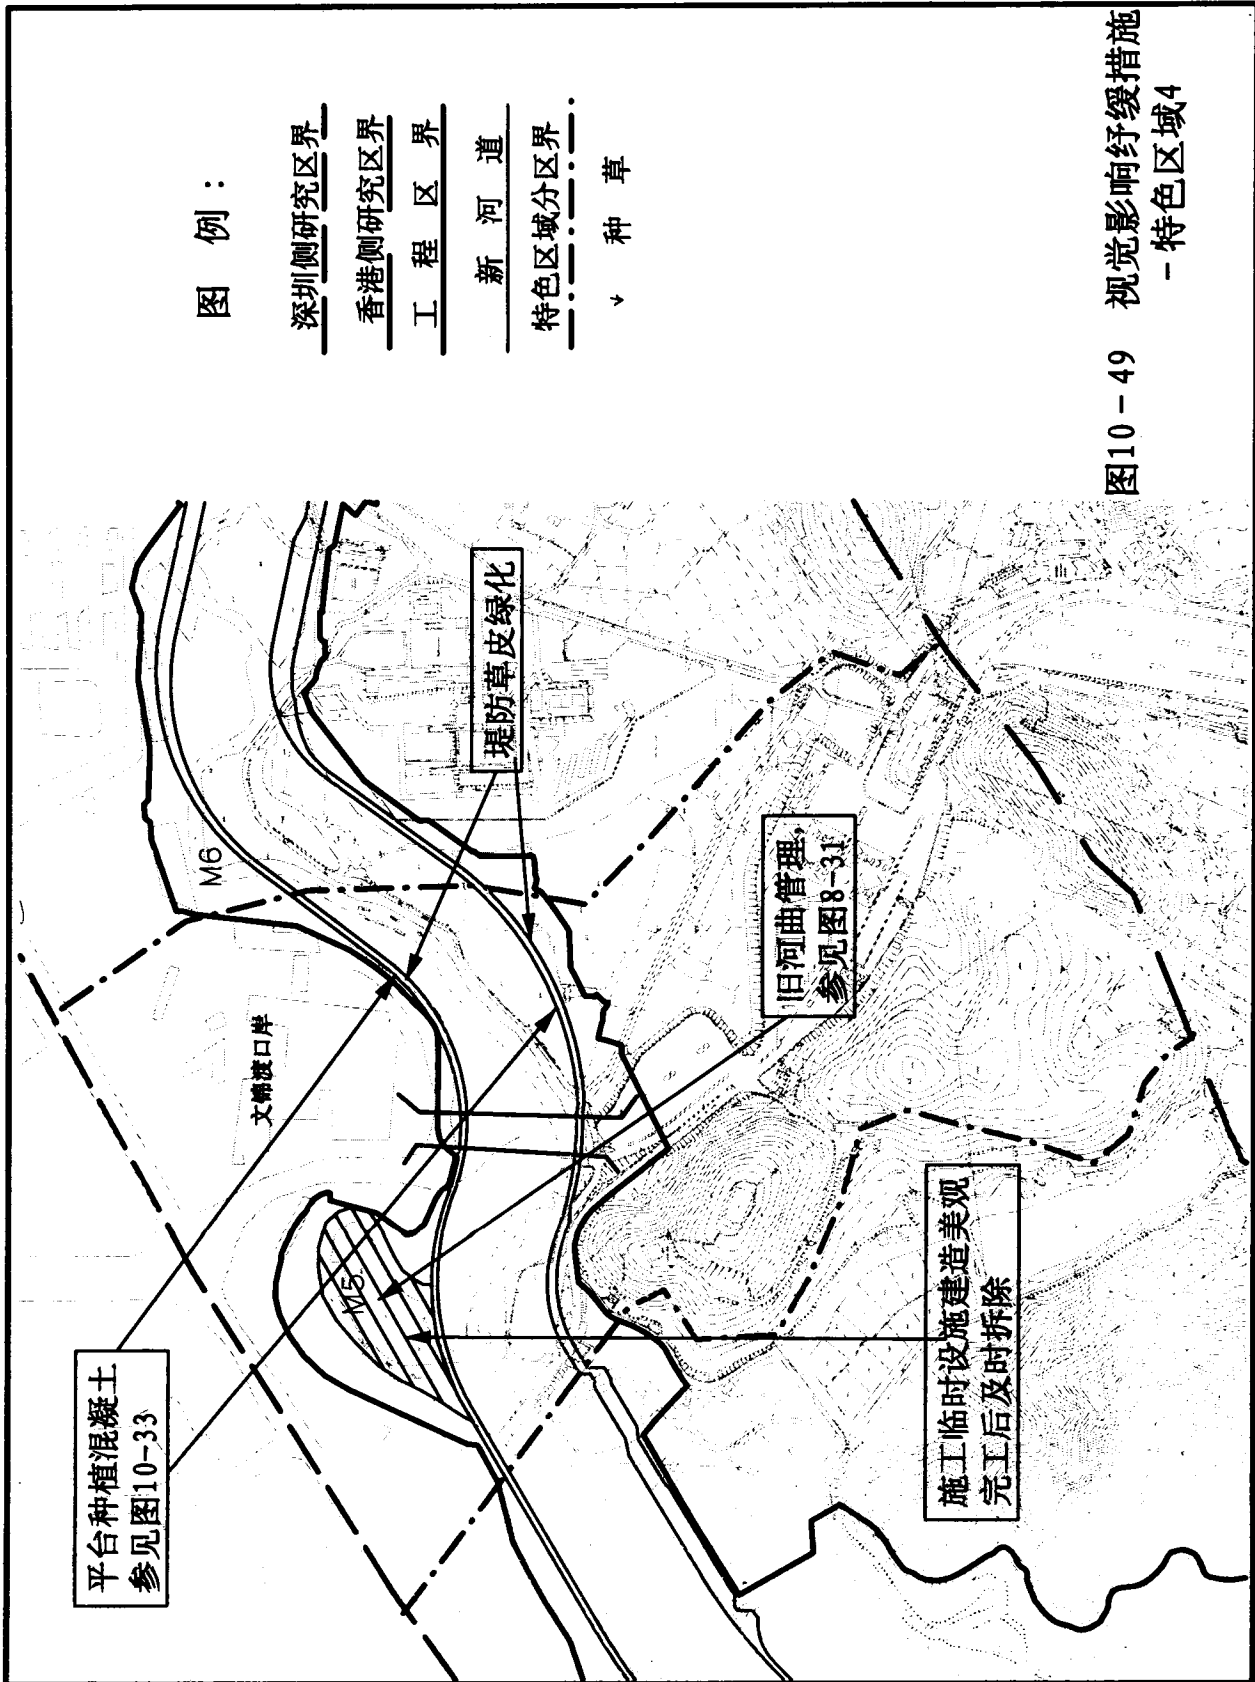 平台种植混凝土
参见图10-33
文锦渡口岸
M5
M6
堤防草皮绿化
旧河曲管理,
参见图8-31
施工临时设施建造美观
完工后及时拆除
图 例:
深圳侧研究区界
香港侧研究区界
工 程 区 界
新 河 道
特色区域分区界
种 草
图10-49 视觉影响纾缓措施
-特色区域4